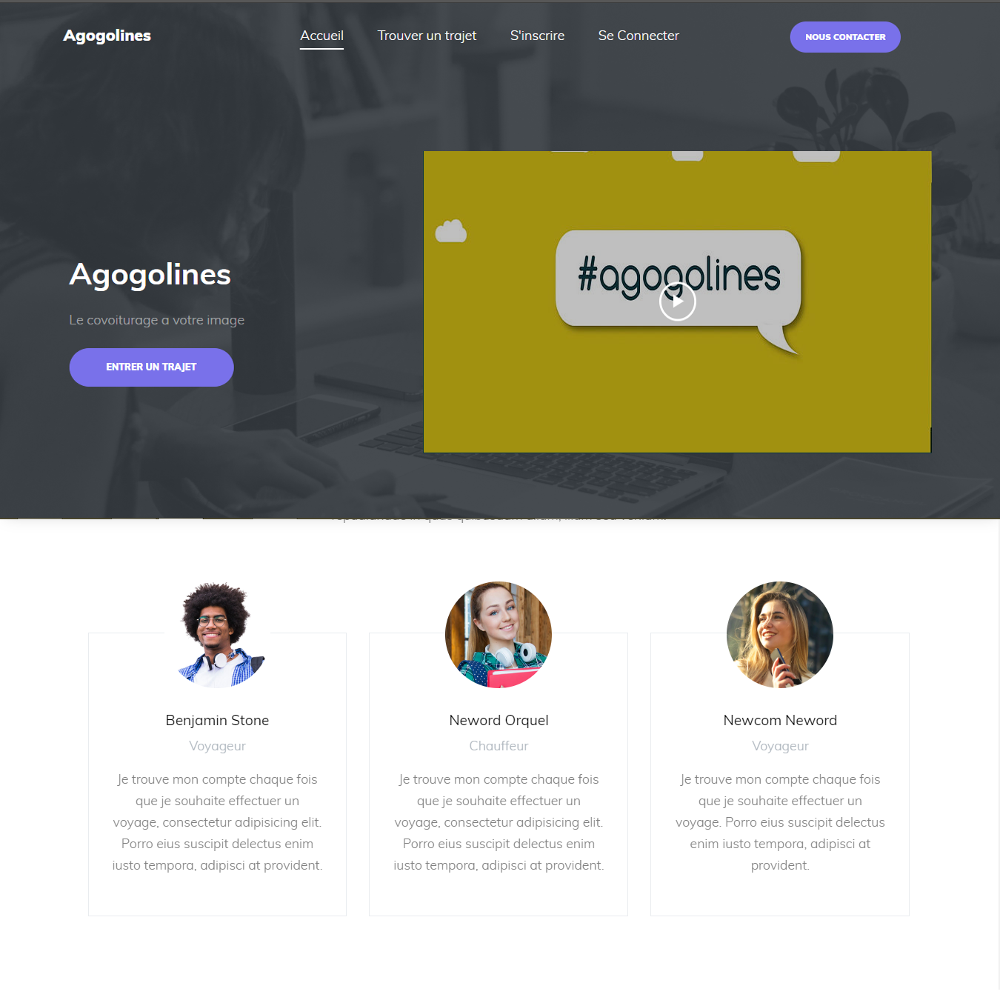 Agogolines
Accueil
Trouver un trajet
S'inscrire
Se Connecter
NOUS CONTACTER
#agogolines
Agogolines
Le covoiturage a votre image
ENTRER UN TRAJET
Benjamin Stone
Voyageur
Je trouve mon compte chaque fois
que je souhaite effectuer un
voyage, consectetur adipisicing elit.
Porro eius suscipit delectus enim
iusto tempora, adipisci at provident.
Neword Orquel
Chauffeur
Je trouve mon compte chaque fois
que je souhaite effectuer un
voyage, consectetur adipisicing elit.
Porro eius suscipit delectus enim
iusto tempora, adipisci at provident.
Newcom Neword
Voyageur
Je trouve mon compte chaque fois
que je souhaite effectuer un
voyage. Porro eius suscipit delectus
enim iusto tempora, adipisci at
provident.